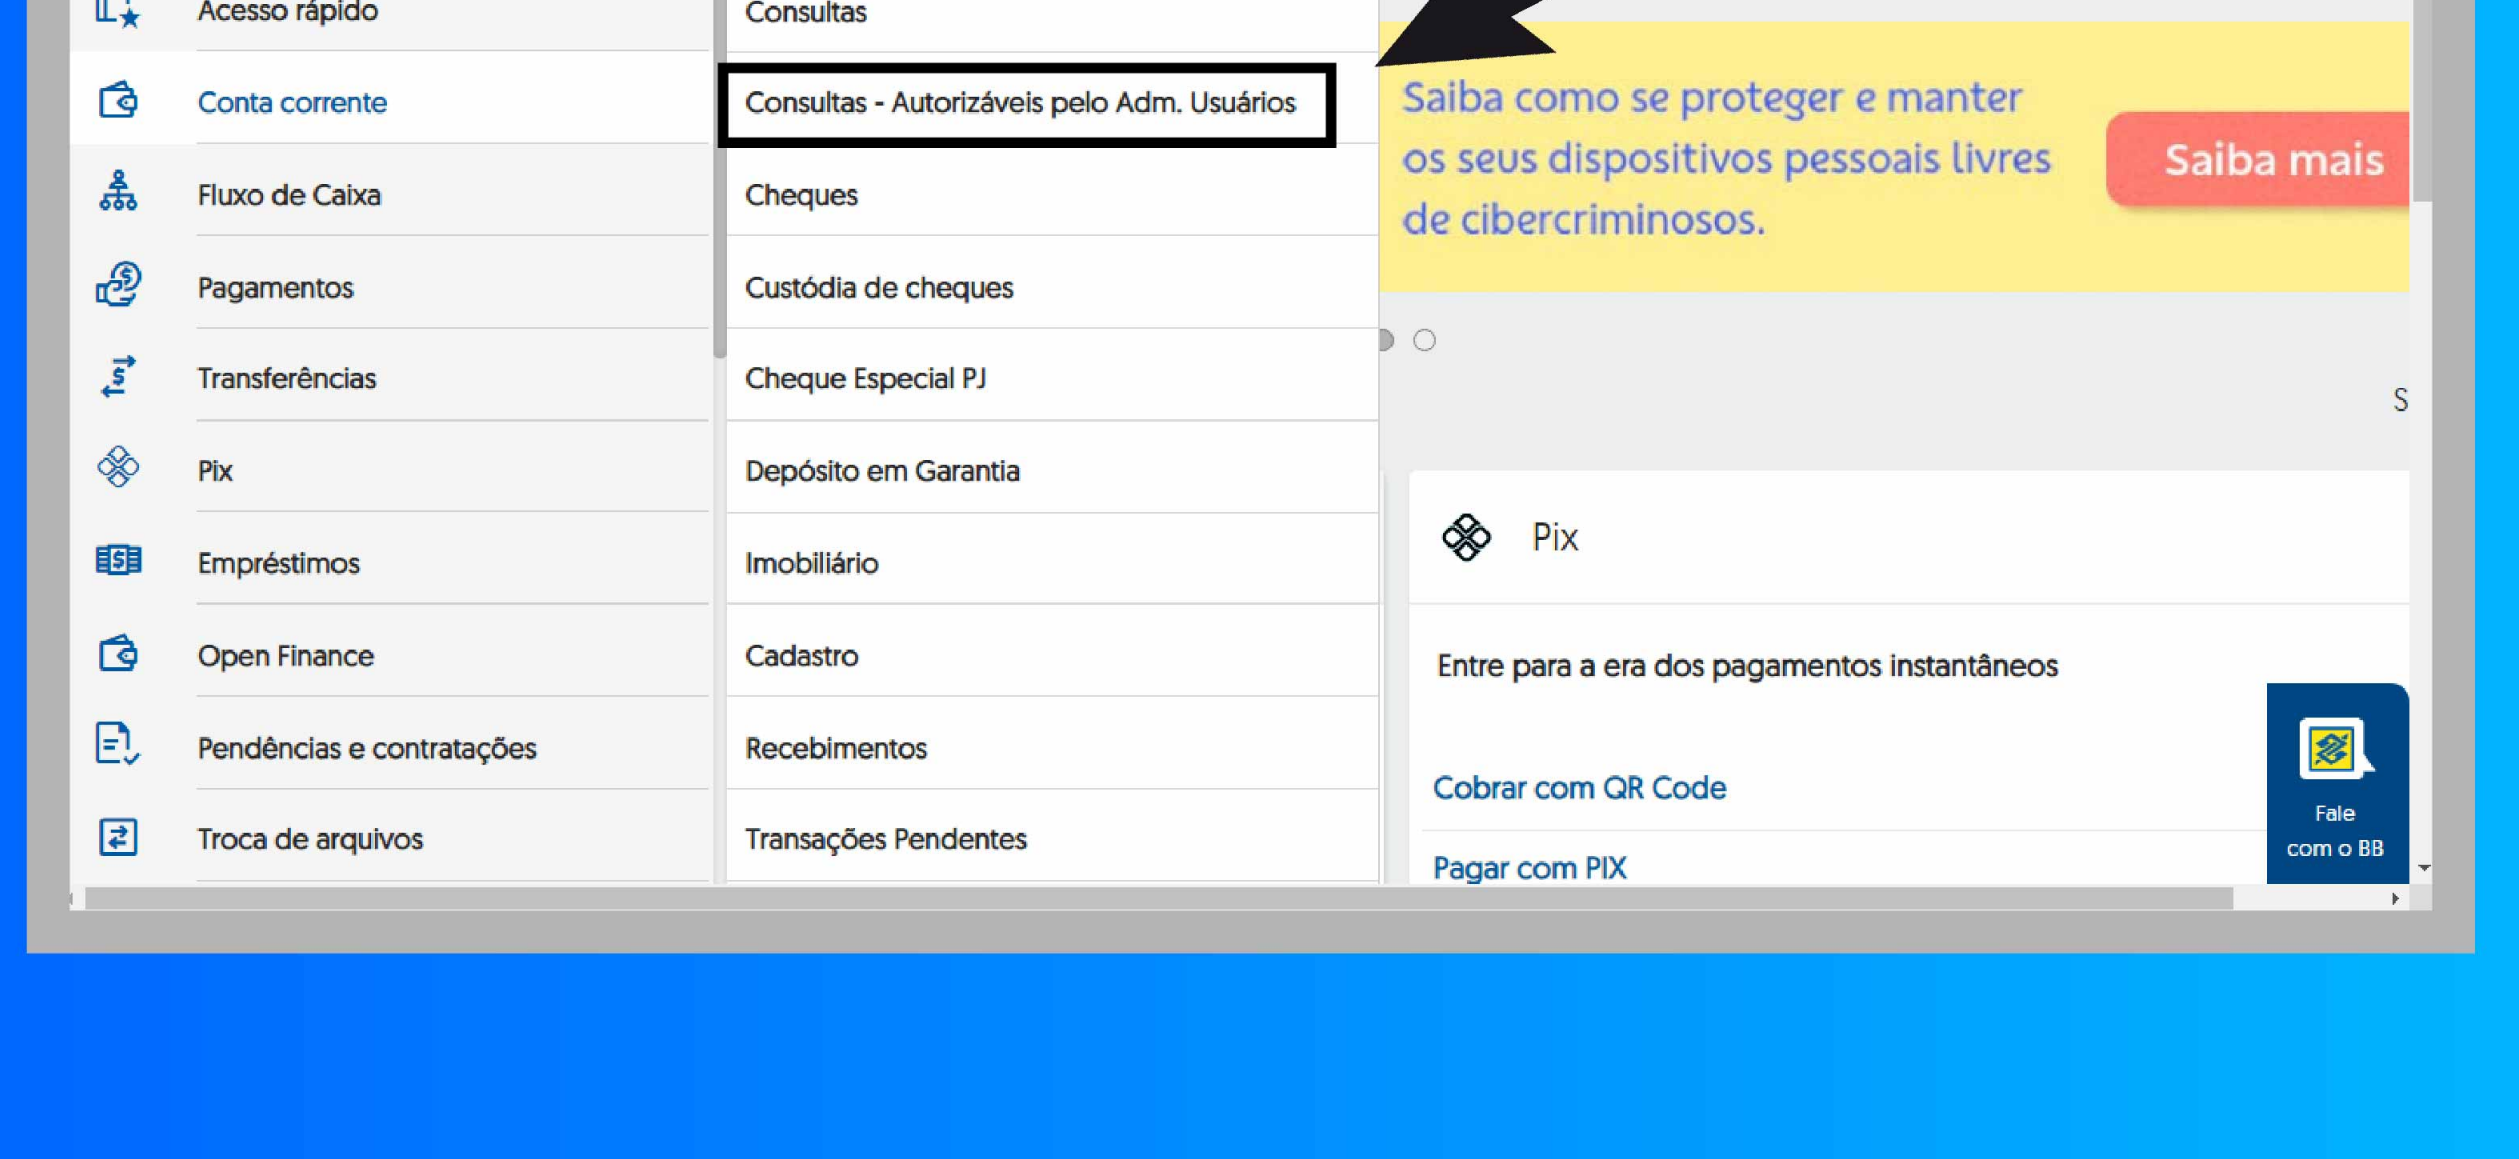 Acesso rápido
Conta corrente
Fluxo de Caixa
Pagamentos
Transferências
Pix
Empréstimos
Open Finance
Pendências e contratações
Troca de arquivos
Consultas
Consultas - Autorizáveis pelo Adm. Usuários
Cheques
Custódia de cheques
Cheque Especial PJ
Depósito em Garantia
Imobiliário
Cadastro
Recebimentos
Transações Pendentes
Saiba como se proteger e manter
os seus dispositivos pessoais livres
de cibercriminosos.
Saiba mais
S
Pix
Entre para a era dos pagamentos instantâneos
Cobrar com QR Code
Pagar com PIX
Fale
com o BB